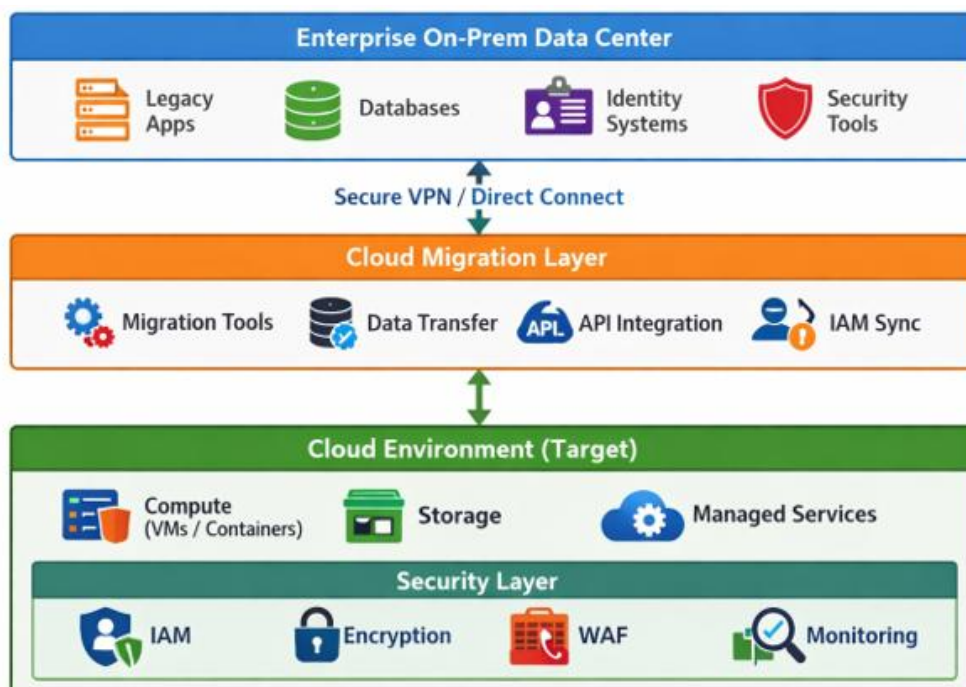 Enterprise On-Prem Data Center
Legacy
Apps
Databases
Identity
Systems
Security
Tools
Secure VPN / Direct Connect
Cloud Migration Layer
Migration Tools
Data Transfer
APL
API Integration
IAM Sync
Cloud Environment (Target)
Compute
(VMs / Containers)
Storage
Managed Services
Security Layer
IAM
Encryption
WAF
Monitoring